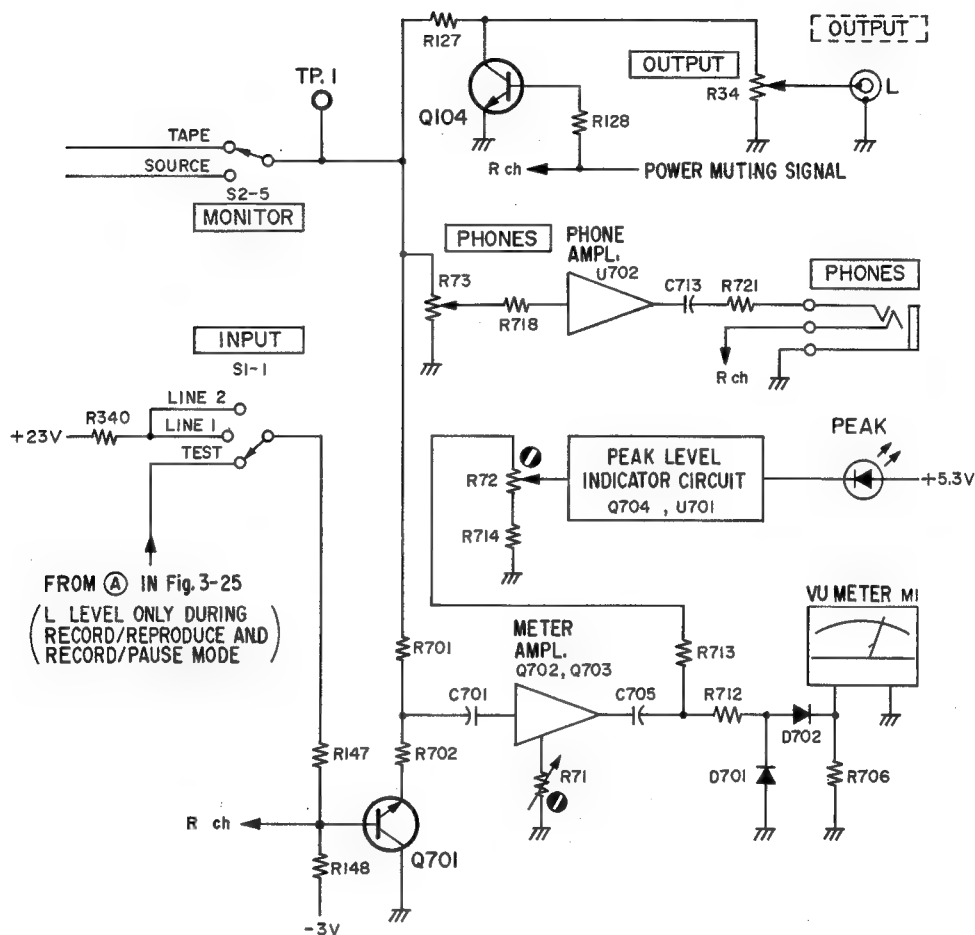 OUTPUT
R127
TP. 1
OUTPUT
R34
L
Q104
R128
TAPE
SOURCE
S2-5
MONITOR
R ch
POWER MUTING SIGNAL
PHONES
PHONE
AMPL.
U702
R73
C713
R721
PHONES
R718
R ch
INPUT
S1-1
LINE 2
+23V
R340
LINE 1
TEST
PEAK
R72
PEAK LEVEL
INDICATOR CIRCUIT
Q704 , U701
+5.3V
R714
FROM A IN Fig. 3-25
(L LEVEL ONLY DURING
RECORD/REPRODUCE AND
RECORD/PAUSE MODE)
VU METER M1
R701
METER
AMPL.
Q702, Q703
R713
C701
C705
R712
D702
R147
R702
R71
D701
R706
R ch
Q701
R148
-3V